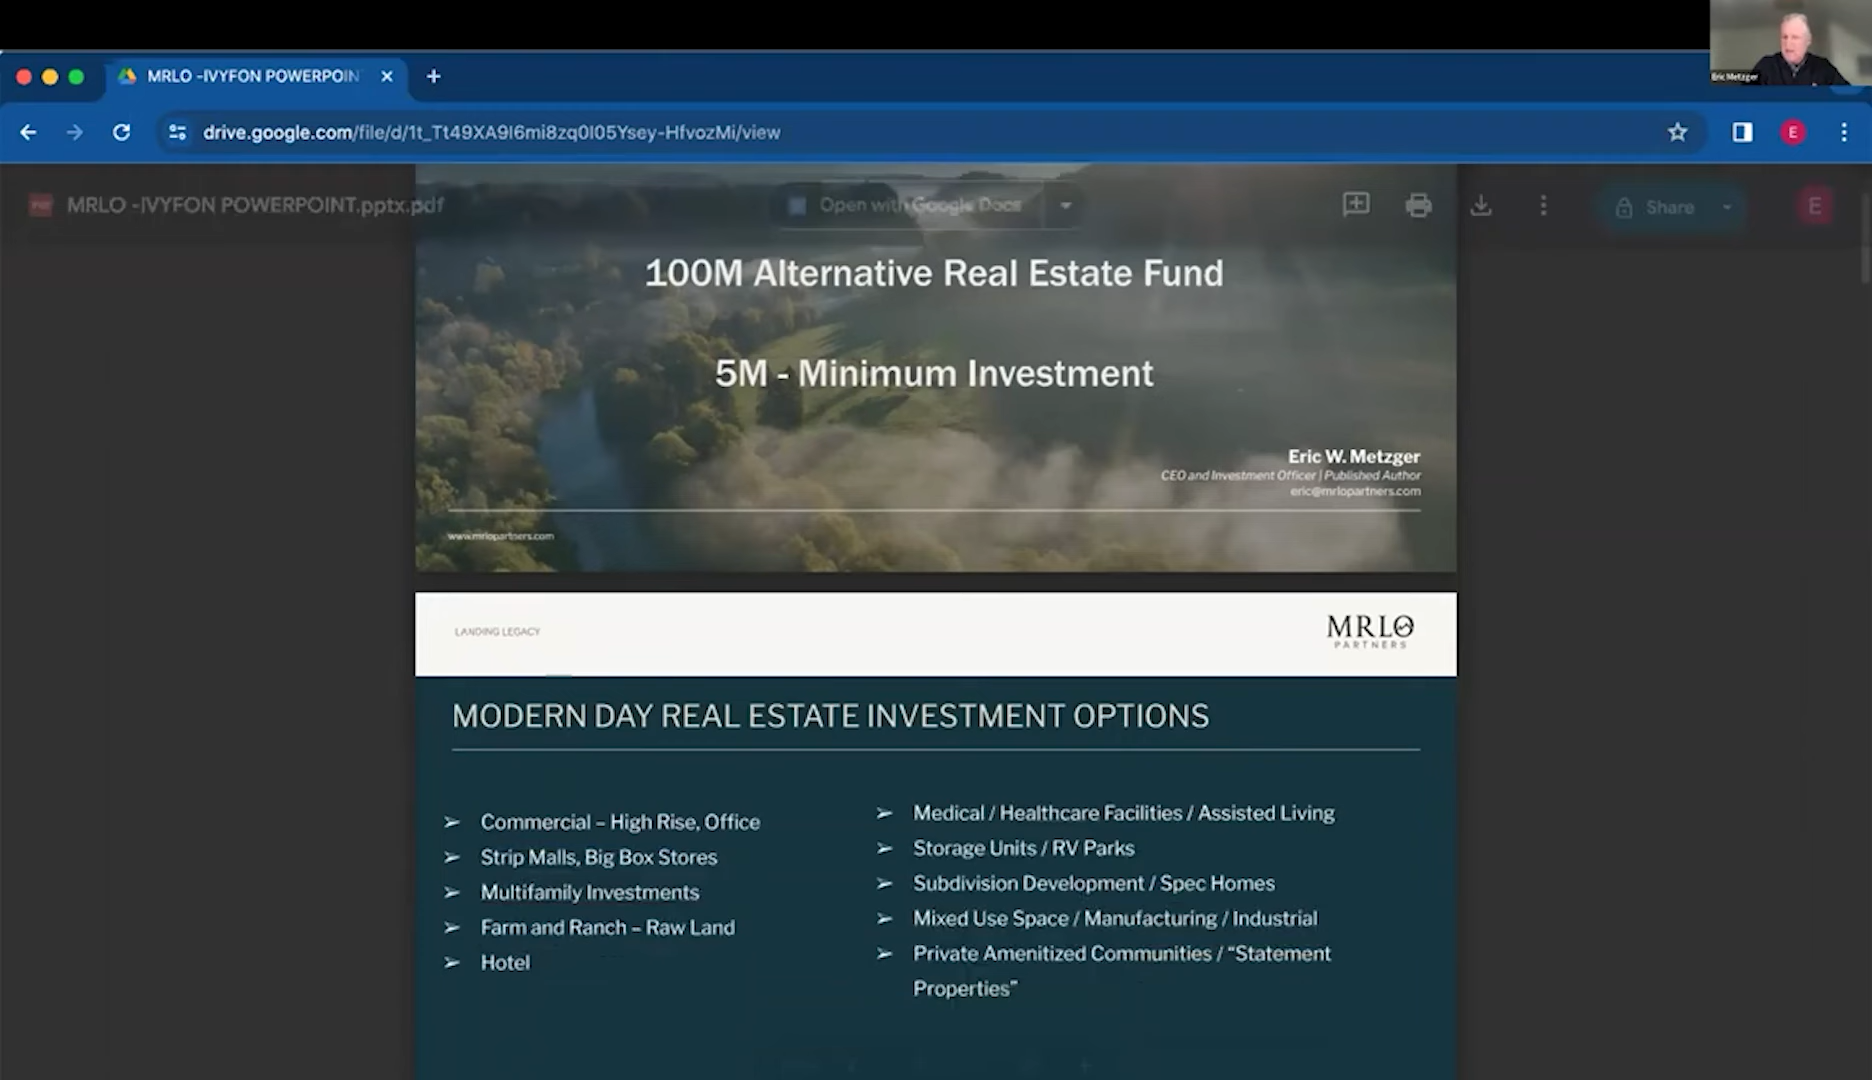 Eric Metzger
MRLO -IVYFON POWERPOIN
drive.google.com/file/d/1t_Tt49XA9I6mi8zq0I05Ysey-HfvozMi/view
E
MRLO -IVYFON POWERPOINT.pptx.pdf
Open with Google Docs
Share
E
100M Alternative Real Estate Fund
5M - Minimum Investment
Eric W. Metzger
CEO and Investment Officer | Published Author
eric@mrlopartners.com
www.mrlopartners.com
LANDING LEGACY
MRLO
PARTNERS
MODERN DAY REAL ESTATE INVESTMENT OPTIONS
➢ Commercial – High Rise, Office
➢ Strip Malls, Big Box Stores
➢ Multifamily Investments
➢ Farm and Ranch – Raw Land
➢ Hotel
➢ Medical / Healthcare Facilities / Assisted Living
➢ Storage Units / RV Parks
➢ Subdivision Development / Spec Homes
➢ Mixed Use Space / Manufacturing / Industrial
➢ Private Amenitized Communities / “Statement
Properties”